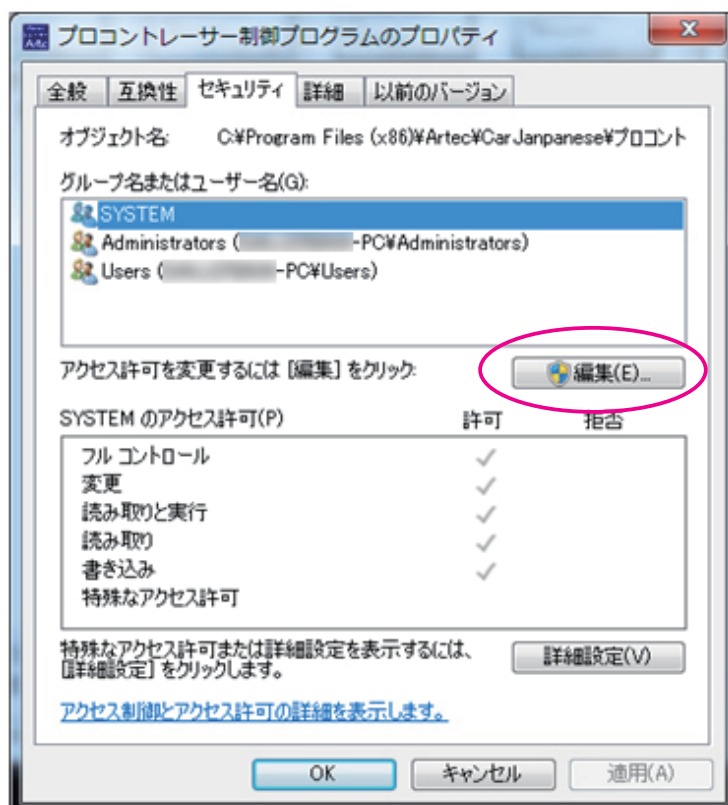 プロコントレーサー制御プログラムのプロパティ
全般 互換性 セキュリティ 詳細 以前のバージョン
オブジェクト名: C:¥Program Files (x86)¥Artec¥CarJanpanese¥プロコント
グループ名またはユーザー名(G):
SYSTEM
Administrators ( -PC¥Administrators)
Users ( -PC¥Users)
アクセス許可を変更するには [編集] をクリック: 編集(E)...
SYSTEM のアクセス許可(P) 許可 拒否
フル コントロール
変更
読み取りと実行
読み取り
書き込み
特殊なアクセス許可
特殊なアクセス許可または詳細設定を表示するには、
[詳細設定] をクリックします。 詳細設定(V)
アクセス制御とアクセス許可の詳細を表示します。
OK キャンセル 適用(A)